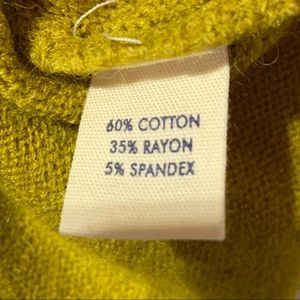 60% COTTON
35% RAYON
5% SPANDEX